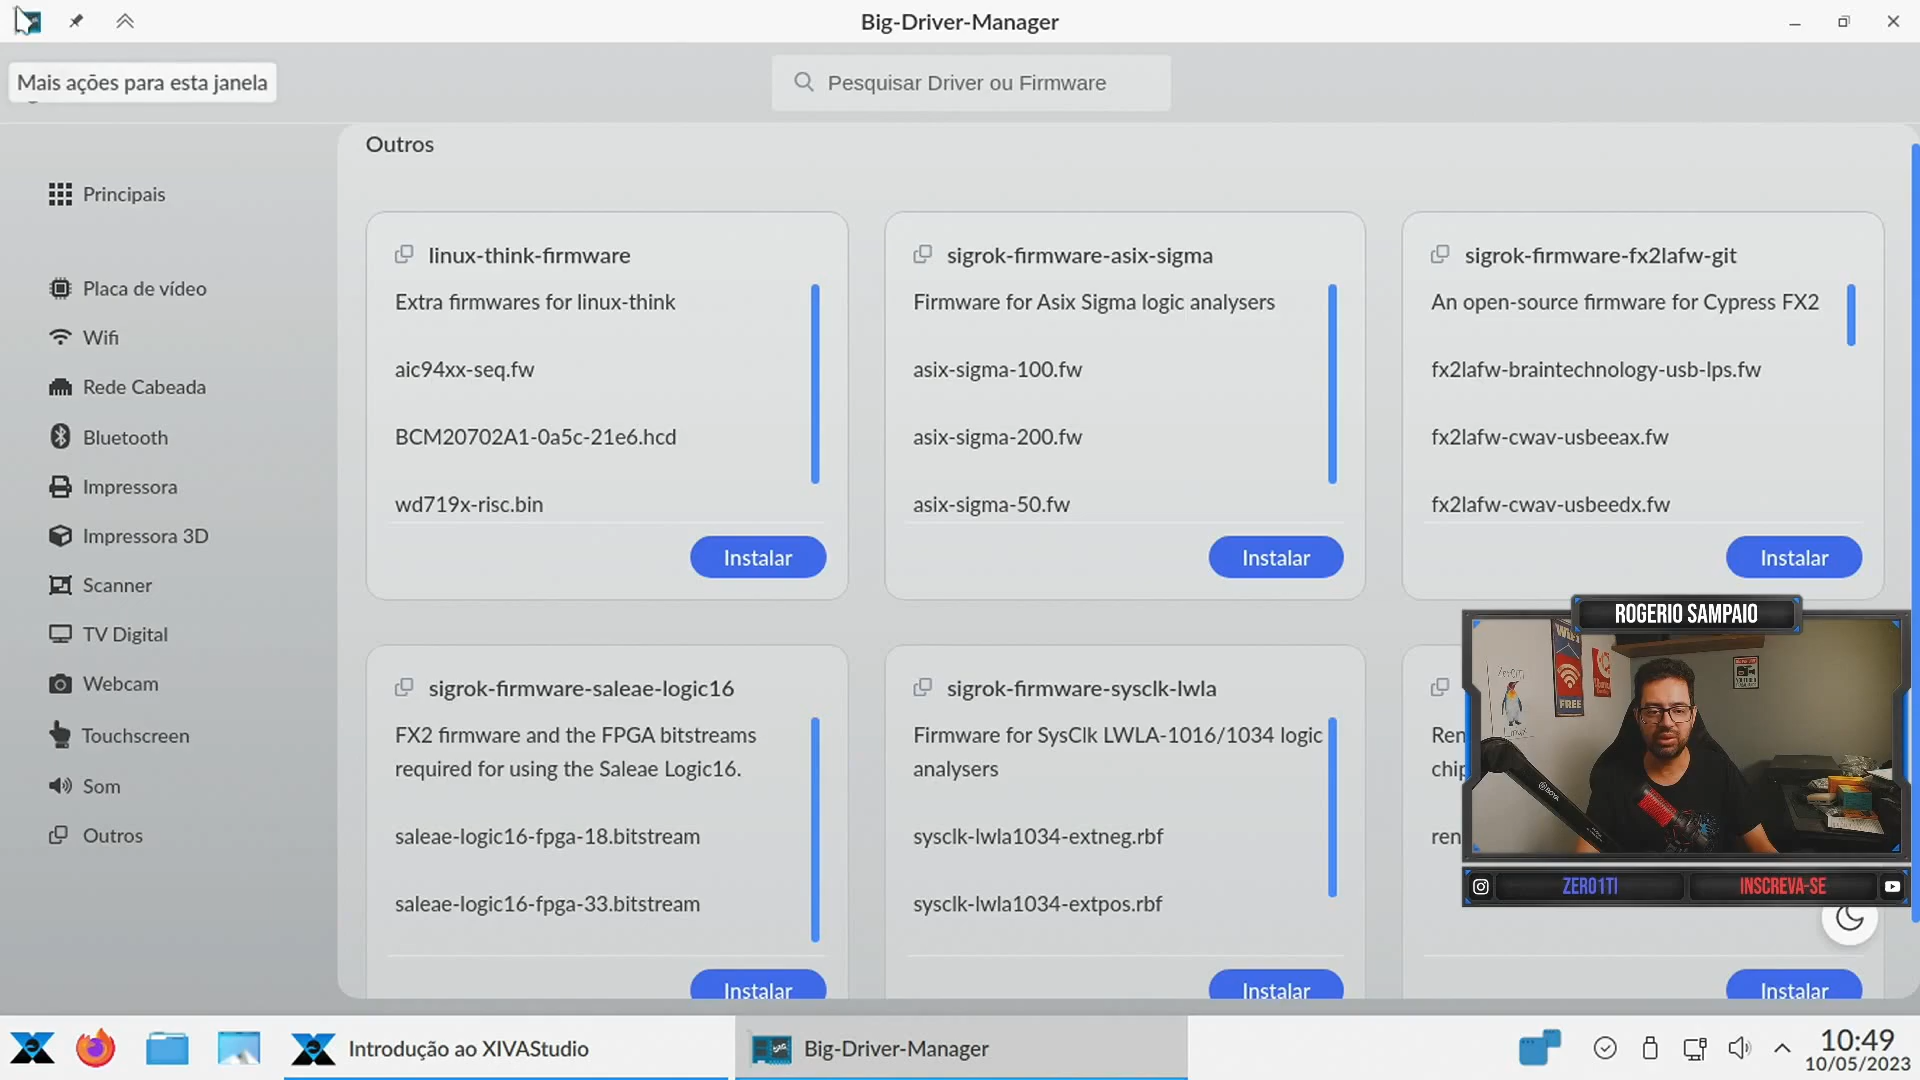 Big-Driver-Manager
Mais ações para esta janela
Pesquisar Driver ou Firmware
Principais
Placa de vídeo
Wifi
Rede Cabeada
Bluetooth
Impressora
Impressora 3D
Scanner
TV Digital
Webcam
Touchscreen
Som
Outros
Outros
linux-think-firmware
Extra firmwares for linux-think
aic94xx-seq.fw
BCM20702A1-0a5c-21e6.hcd
wd719x-risc.bin
Instalar
sigrok-firmware-asix-sigma
Firmware for Asix Sigma logic analysers
asix-sigma-100.fw
asix-sigma-200.fw
asix-sigma-50.fw
Instalar
sigrok-firmware-fx2lafw-git
An open-source firmware for Cypress FX2
fx2lafw-braintechnology-usb-lps.fw
fx2lafw-cwav-usbeeax.fw
fx2lafw-cwav-usbeedx.fw
Instalar
sigrok-firmware-saleae-logic16
FX2 firmware and the FPGA bitstreams
required for using the Saleae Logic16.
saleae-logic16-fpga-18.bitstream
saleae-logic16-fpga-33.bitstream
Instalar
sigrok-firmware-sysclk-lwla
Firmware for SysClk LWLA-1016/1034 logic
analysers
sysclk-lwla1034-extneg.rbf
sysclk-lwla1034-extpos.rbf
Instalar
Ren
chip
ren
Instalar
ROGERIO SAMPAIO
WIFI
FREE
Linux
BOYA
ZER01TI
INSCREVA-SE
Introdução ao XIVAStudio
Big-Driver-Manager
10:49
10/05/2023